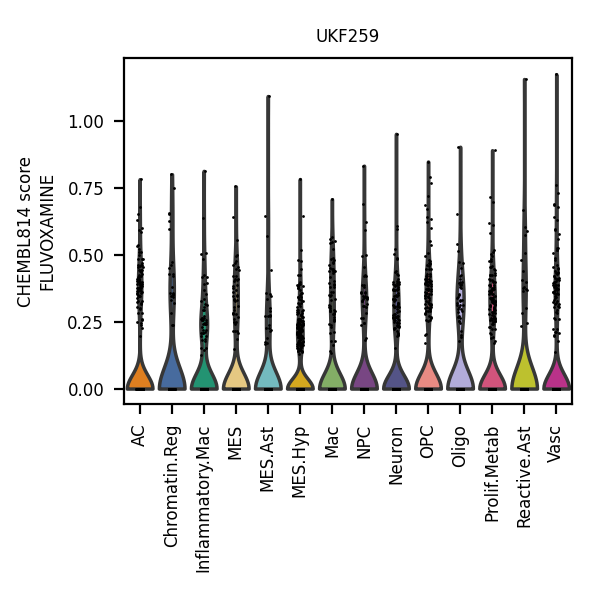 UKF259
CHEMBL814 score
FLUVOXAMINE
1.00
0.75
0.50
0.25
0.00
AC
Chromatin.Reg
Inflammatory.Mac
MES
MES.Ast
MES.Hyp
Mac
NPC
Neuron
OPC
Oligo
Prolif.Metab
Reactive.Ast
Vasc